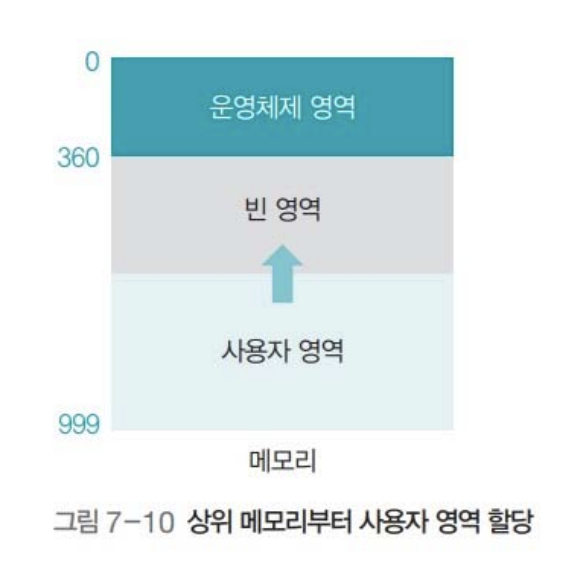 0
운영체제 영역
360
빈 영역
사용자 영역
999
메모리
그림 7-10 상위 메모리부터 사용자 영역 할당